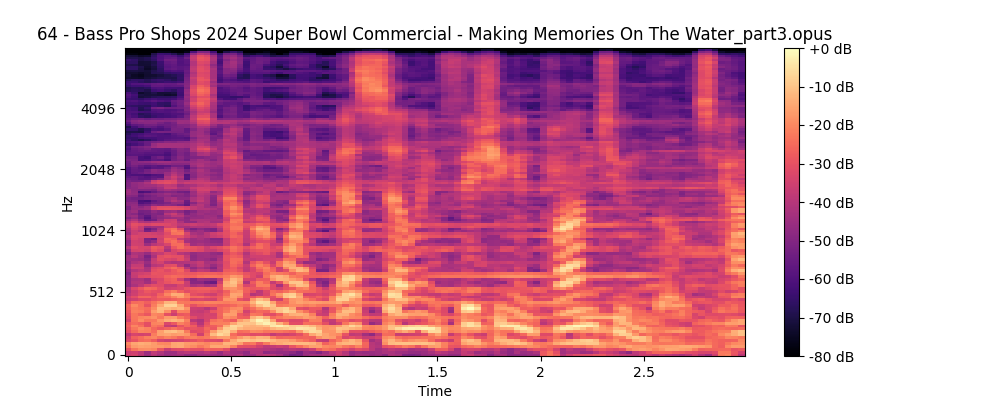 64 - Bass Pro Shops 2024 Super Bowl Commercial - Making Memories On The Water_part3.opus
+0 dB
-10 dB
4096
-20 dB
2048
-30 dB
Hz
-40 dB
1024
-50 dB
512
-60 dB
-70 dB
0
-80 dB
0 0.5 1 1.5 2 2.5
Time